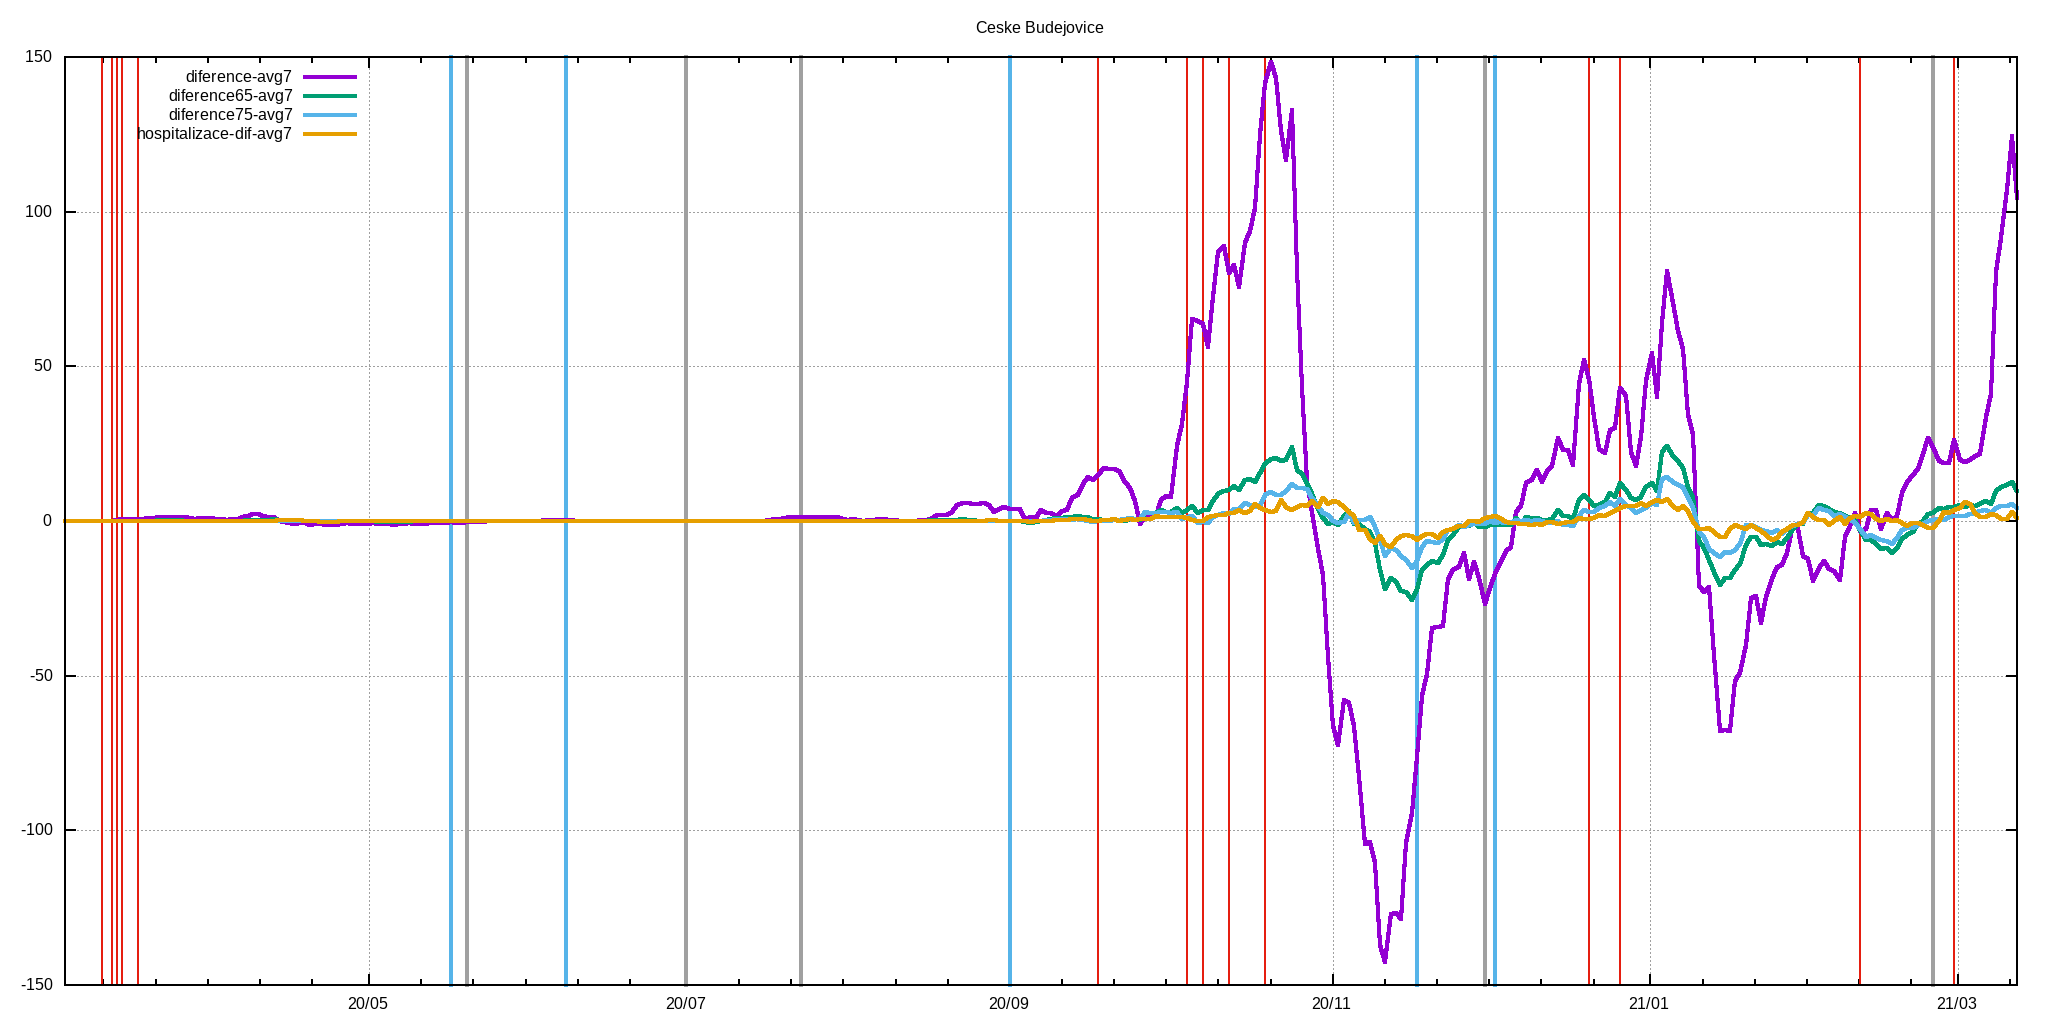 Ceske Budejovice
150
diference-avg7
diference65-avg7
diference75-avg7
hospitalizace-dif-avg7
100
50
0
-50
-100
-150
20/05 20/07 20/09 20/11 21/01 21/03